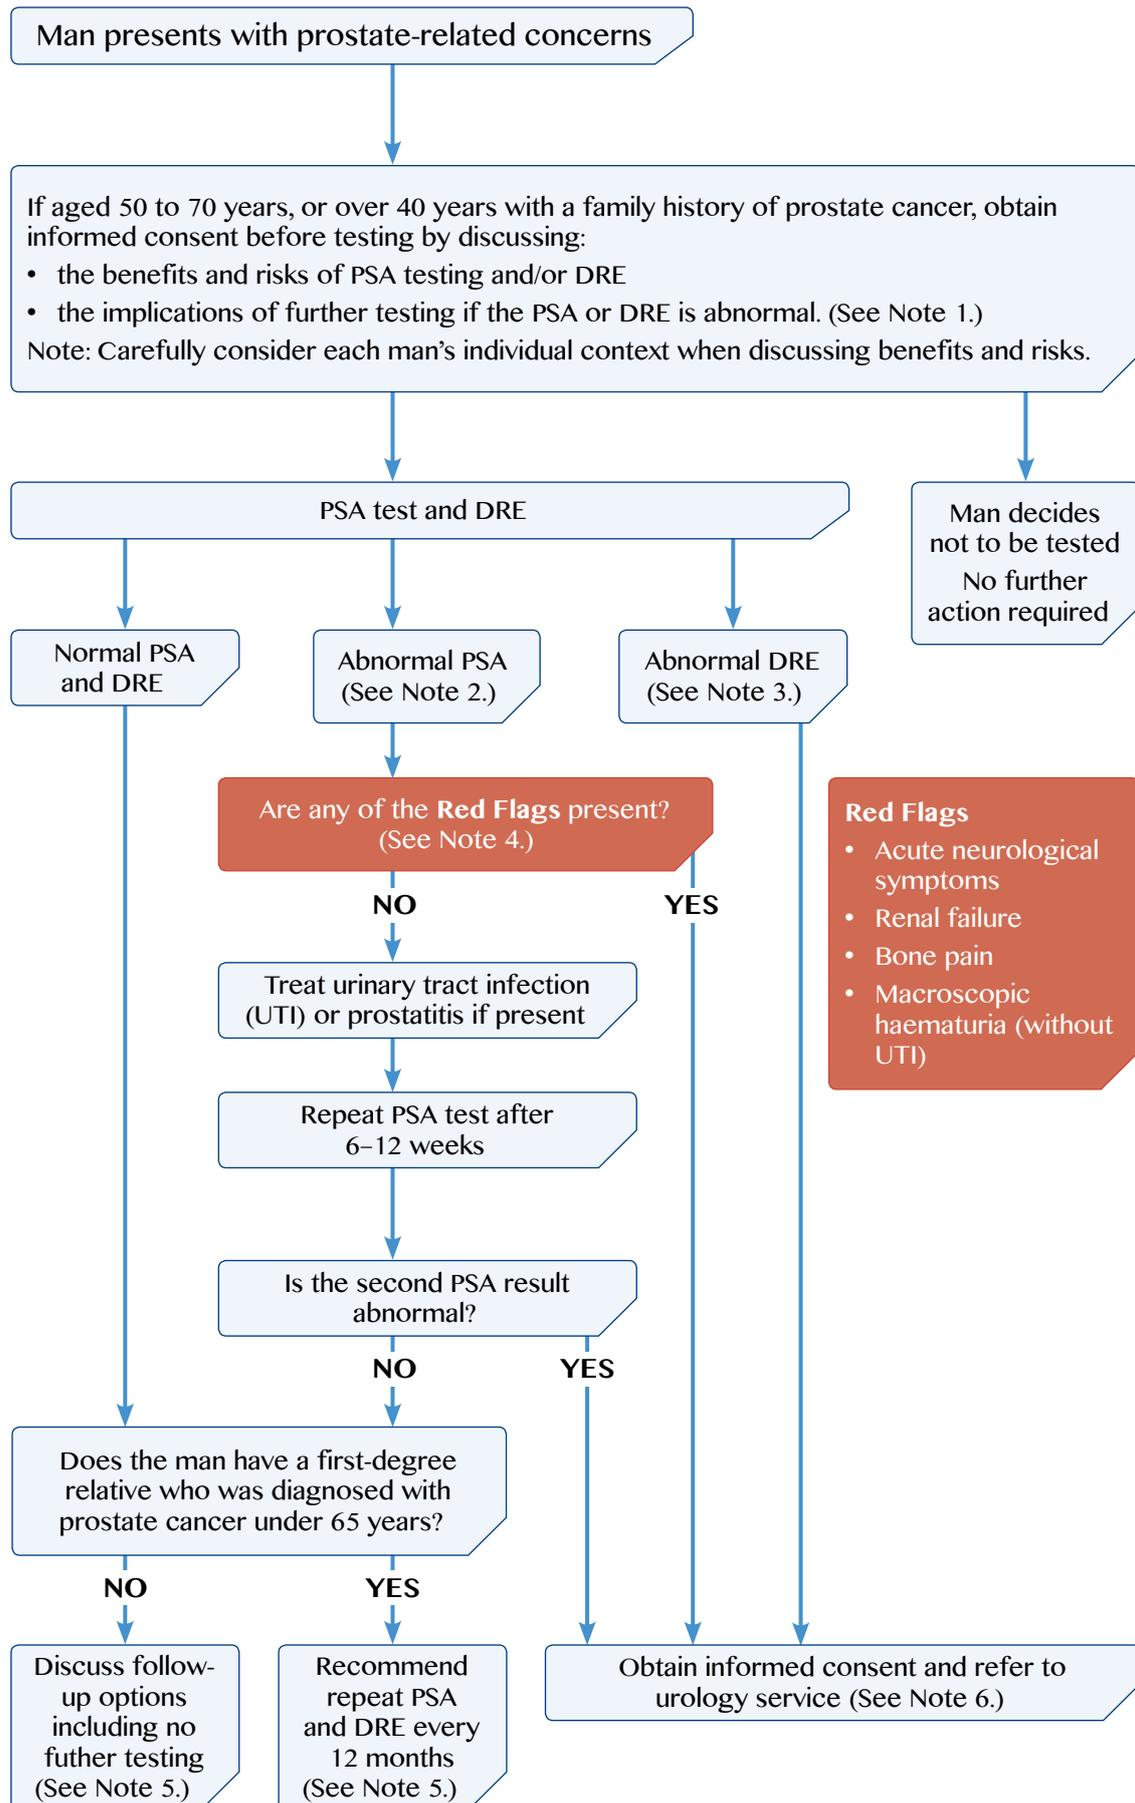 Man presents with prostate-related concerns
If aged 50 to 70 years, or over 40 years with a family history of prostate cancer, obtain
informed consent before testing by discussing:
• the benefits and risks of PSA testing and/or DRE
• the implications of further testing if the PSA or DRE is abnormal. (See Note 1.)
Note: Carefully consider each man's individual context when discussing benefits and risks.
PSA test and DRE
Man decides
not to be tested
No further
action required
Normal PSA
and DRE
Abnormal PSA
(See Note 2.)
Abnormal DRE
(See Note 3.)
Are any of the Red Flags present?
(See Note 4.)
Red Flags
• Acute neurological
symptoms
• Renal failure
• Bone pain
• Macroscopic
haematuria (without
UTI)
NO
YES
Treat urinary tract infection
(UTI) or prostatitis if present
Repeat PSA test after
6–12 weeks
Is the second PSA result
abnormal?
NO
YES
Does the man have a first-degree
relative who was diagnosed with
prostate cancer under 65 years?
NO
YES
Discuss follow-
up options
including no
futher testing
(See Note 5.)
Recommend
repeat PSA
and DRE every
12 months
(See Note 5.)
Obtain informed consent and refer to
urology service (See Note 6.)